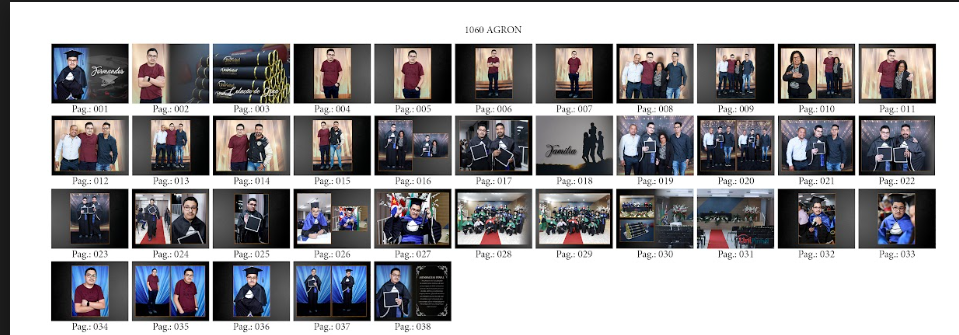 1060 AGRON
Fernandes
Colação de Grau
Pag.: 001 Pag.: 002 Pag.: 003 Pag.: 004 Pag.: 005 Pag.: 006 Pag.: 007 Pag.: 008 Pag.: 009 Pag.: 010 Pag.: 011
Família
Pag.: 012 Pag.: 013 Pag.: 014 Pag.: 015 Pag.: 016 Pag.: 017 Pag.: 018 Pag.: 019 Pag.: 020 Pag.: 021 Pag.: 022
Pag.: 023 Pag.: 024 Pag.: 025 Pag.: 026 Pag.: 027 Pag.: 028 Pag.: 029 Pag.: 030 Pag.: 031 Pag.: 032 Pag.: 033
Pag.: 034 Pag.: 035 Pag.: 036 Pag.: 037 Pag.: 038